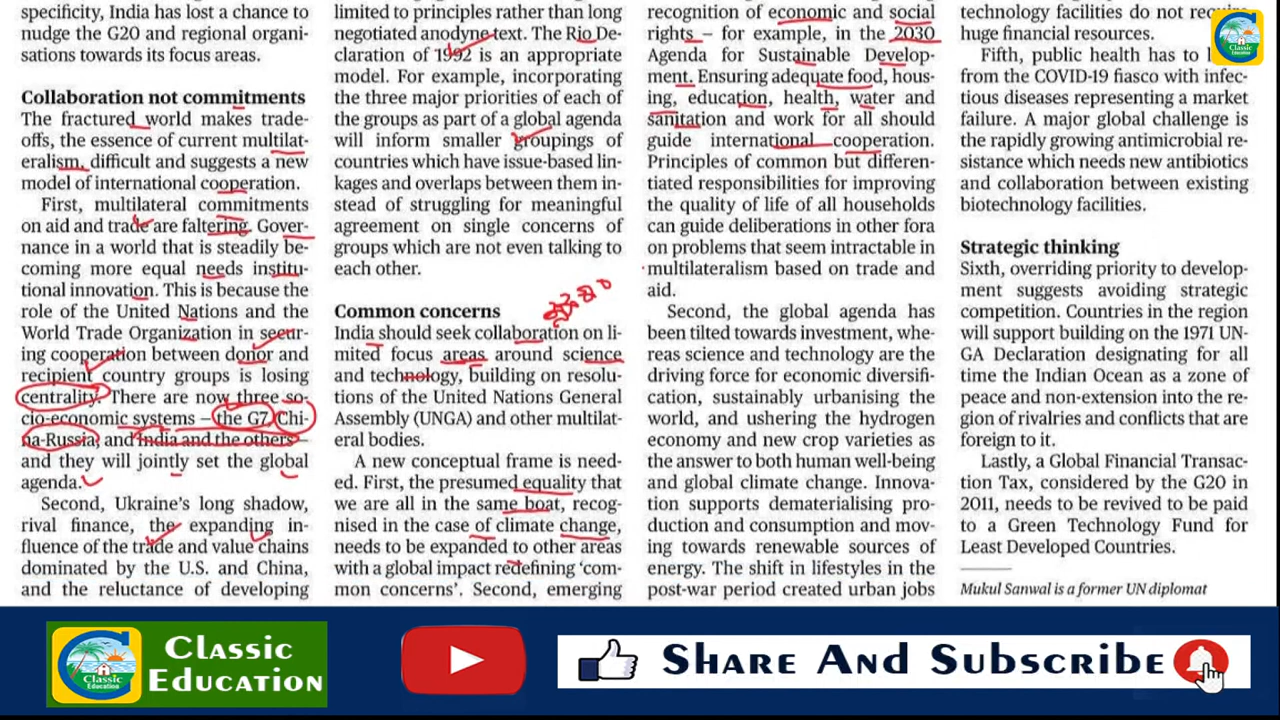 specificity, India has lost a chance to
nudge the G20 and regional organi-
sations towards its focus areas.
Collaboration not commitments
The fractured world makes trade-
offs, the essence of current multilat-
eralism, difficult and suggests a new
model of international cooperation.
First, multilateral commitments
on aid and trade are faltering. Gover-
nance in a world that is steadily be-
coming more equal needs institu-
tional innovation. This is because the
role of the United Nations and the
World Trade Organization in secur-
ing cooperation between donor and
recipient country groups is losing
centrality. There are now three so-
cio-economic systems – the G7, Chi-
na-Russia, and India and the others –
and they will jointly set the global
agenda.
Second, Ukraine's long shadow,
rival finance, the expanding in-
fluence of the trade and value chains
dominated by the U.S. and China,
and the reluctance of developing
limited to principles rather than long
negotiated anodyne text. The Rio De-
claration of 1992 is an appropriate
model. For example, incorporating
the three major priorities of each of
the groups as part of a global agenda
will inform smaller groupings of
countries which have issue-based lin-
kages and overlaps between them in-
stead of struggling for meaningful
agreement on single concerns of
groups which are not even talking to
each other.
Common concerns
India should seek collaboration on li-
mited focus areas around science
and technology, building on resolu-
tions of the United Nations General
Assembly (UNGA) and other multilat-
eral bodies.
A new conceptual frame is need-
ed. First, the presumed equality that
we are all in the same boat, recog-
nised in the case of climate change,
needs to be expanded to other areas
with a global impact redefining 'com-
mon concerns'. Second, emerging
recognition of economic and social
rights – for example, in the 2030
Agenda for Sustainable Develop-
ment. Ensuring adequate food, hous-
ing, education, health, water and
sanitation and work for all should
guide international cooperation.
Principles of common but differen-
tiated responsibilities for improving
the quality of life of all households
can guide deliberations in other fora
on problems that seem intractable in
multilateralism based on trade and
aid.
Second, the global agenda has
been tilted towards investment, whe-
reas science and technology are the
driving force for economic diversifi-
cation, sustainably urbanising the
world, and ushering the hydrogen
economy and new crop varieties as
the answer to both human well-being
and global climate change. Innova-
tion supports dematerialising pro-
duction and consumption and mov-
ing towards renewable sources of
energy. The shift in lifestyles in the
post-war period created urban jobs
technology facilities do not require
huge financial resources.
Fifth, public health has to
from the COVID-19 fiasco with infec-
tious diseases representing a market
failure. A major global challenge is
the rapidly growing antimicrobial re-
sistance which needs new antibiotics
and collaboration between existing
biotechnology facilities.
Strategic thinking
Sixth, overriding priority to develop-
ment suggests avoiding strategic
competition. Countries in the region
will support building on the 1971 UN-
GA Declaration designating for all
time the Indian Ocean as a zone of
peace and non-extension into the re-
gion of rivalries and conflicts that are
foreign to it.
Lastly, a Global Financial Transac-
tion Tax, considered by the G20 in
2011, needs to be revived to be paid
to a Green Technology Fund for
Least Developed Countries.
Mukul Sanwal is a former UN diplomat
Classic
Education
Classic
Education
Classic
Education
Share And Subscribe